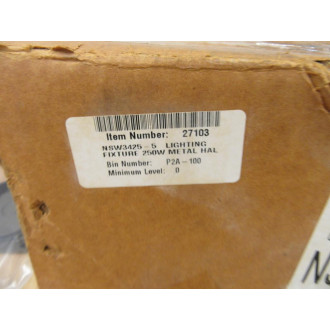 Item Number: 27103
NSW3425-5 LIGHTING
FIXTURE 250W METAL HAL
Bin Number: P2A-100
Minimum Level: 0